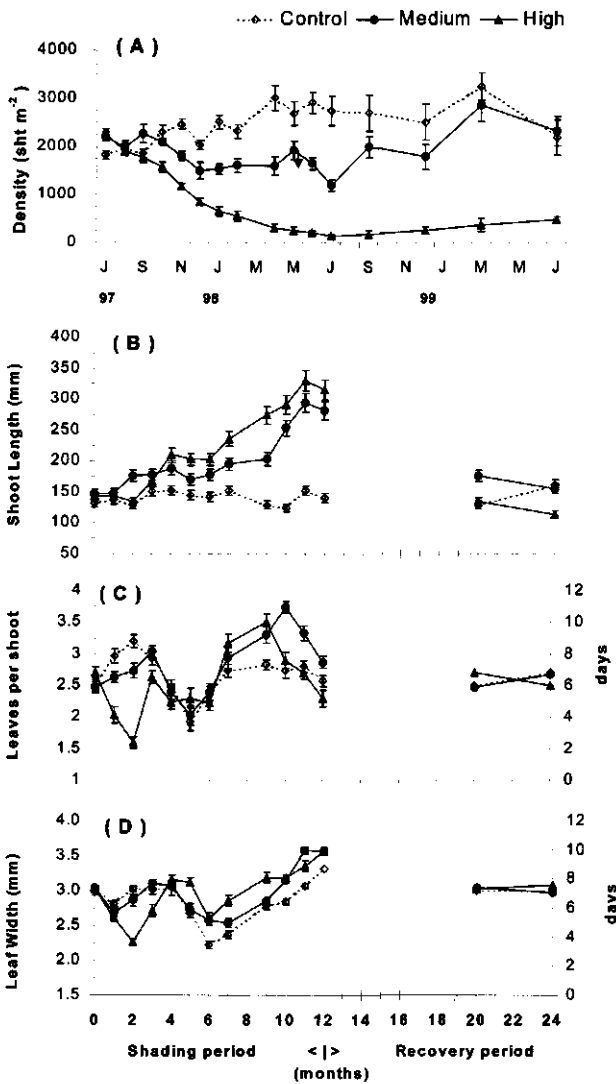 Control Medium High
( A )
Density (sht m-2)
4000
3000
2000
1000
0
J S N J M M J S N J M M J
97 98 99
( B )
Shoot Length (mm)
400
350
300
250
200
150
100
50
( C )
Leaves per shoot
4
3.5
3
2.5
2
1.5
1
12
10
8
6
4
2
0
days
( D )
Leaf Width (mm)
4.0
3.5
3.0
2.5
2.0
1.5
10
8
6
4
2
0
days
0 2 4 6 8 10 12 14 16 18 20 22 24
Shading period < | > Recovery period
(months)